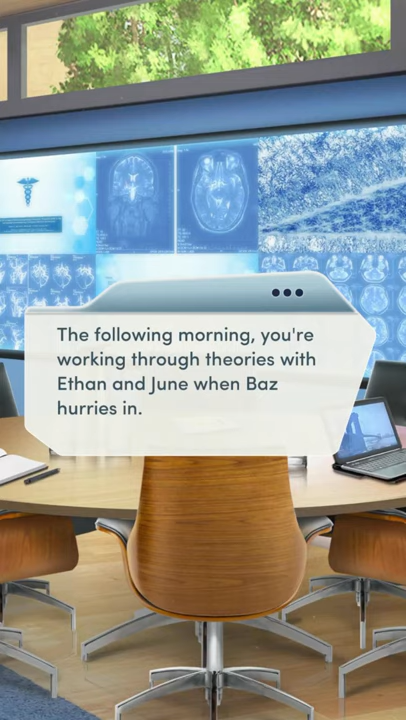 The following morning, you're
working through theories with
Ethan and June when Baz
hurries in.